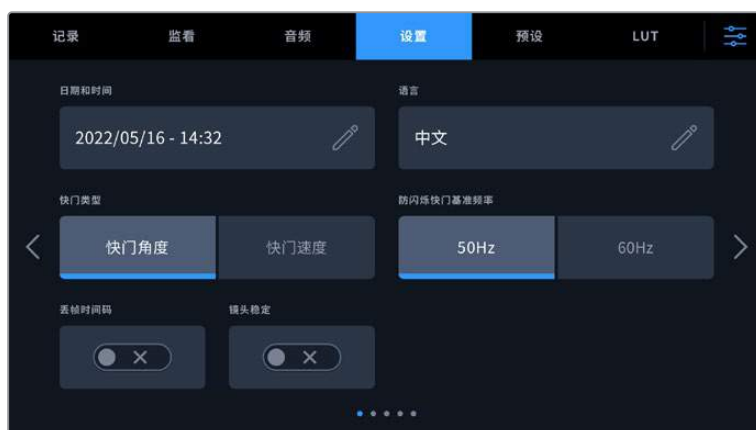 记录 监看 音频 设置 预设 LUT
日期和时间 语言
2022/05/16 - 14:32 中文
快门类型 防闪烁快门基准频率
快门角度 快门速度 50Hz 60Hz
丢帧时间码 镜头稳定